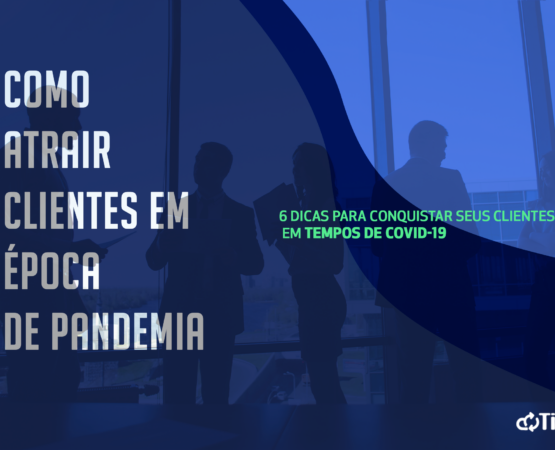 COMO
ATRAIR
CLIENTES EM
ÉPOCA
DE PANDEMIA
6 DICAS PARA CONQUISTAR SEUS CLIENTES
EM TEMPOS DE COVID-19